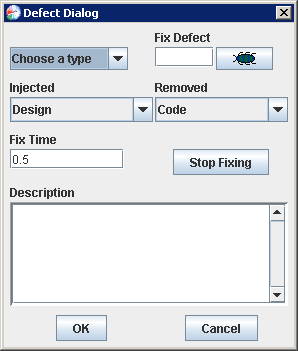 Defect Dialog
Fix Defect
Choose a type
Injected Removed
Design Code
Fix Time
0.5
Stop Fixing
Description
OK Cancel